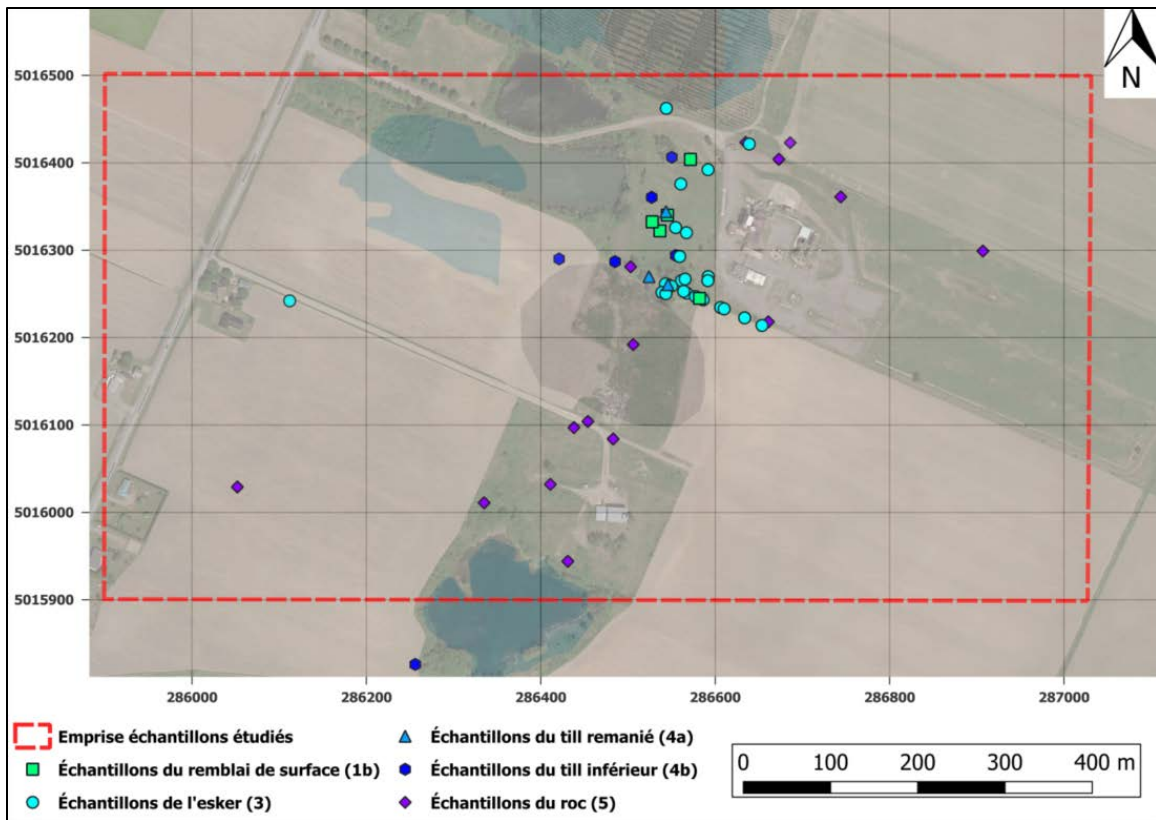 N
5016500
5016400
5016300
5016200
5016100
5016000
5015900
286000 286200 286400 286600 286800 287000
Emprise échantillons étudiés
Échantillons du remblai de surface (1b)
Échantillons de l'esker (3)
Échantillons du till remanié (4a)
Échantillons du till inférieur (4b)
Échantillons du roc (5)
0 100 200 300 400 m